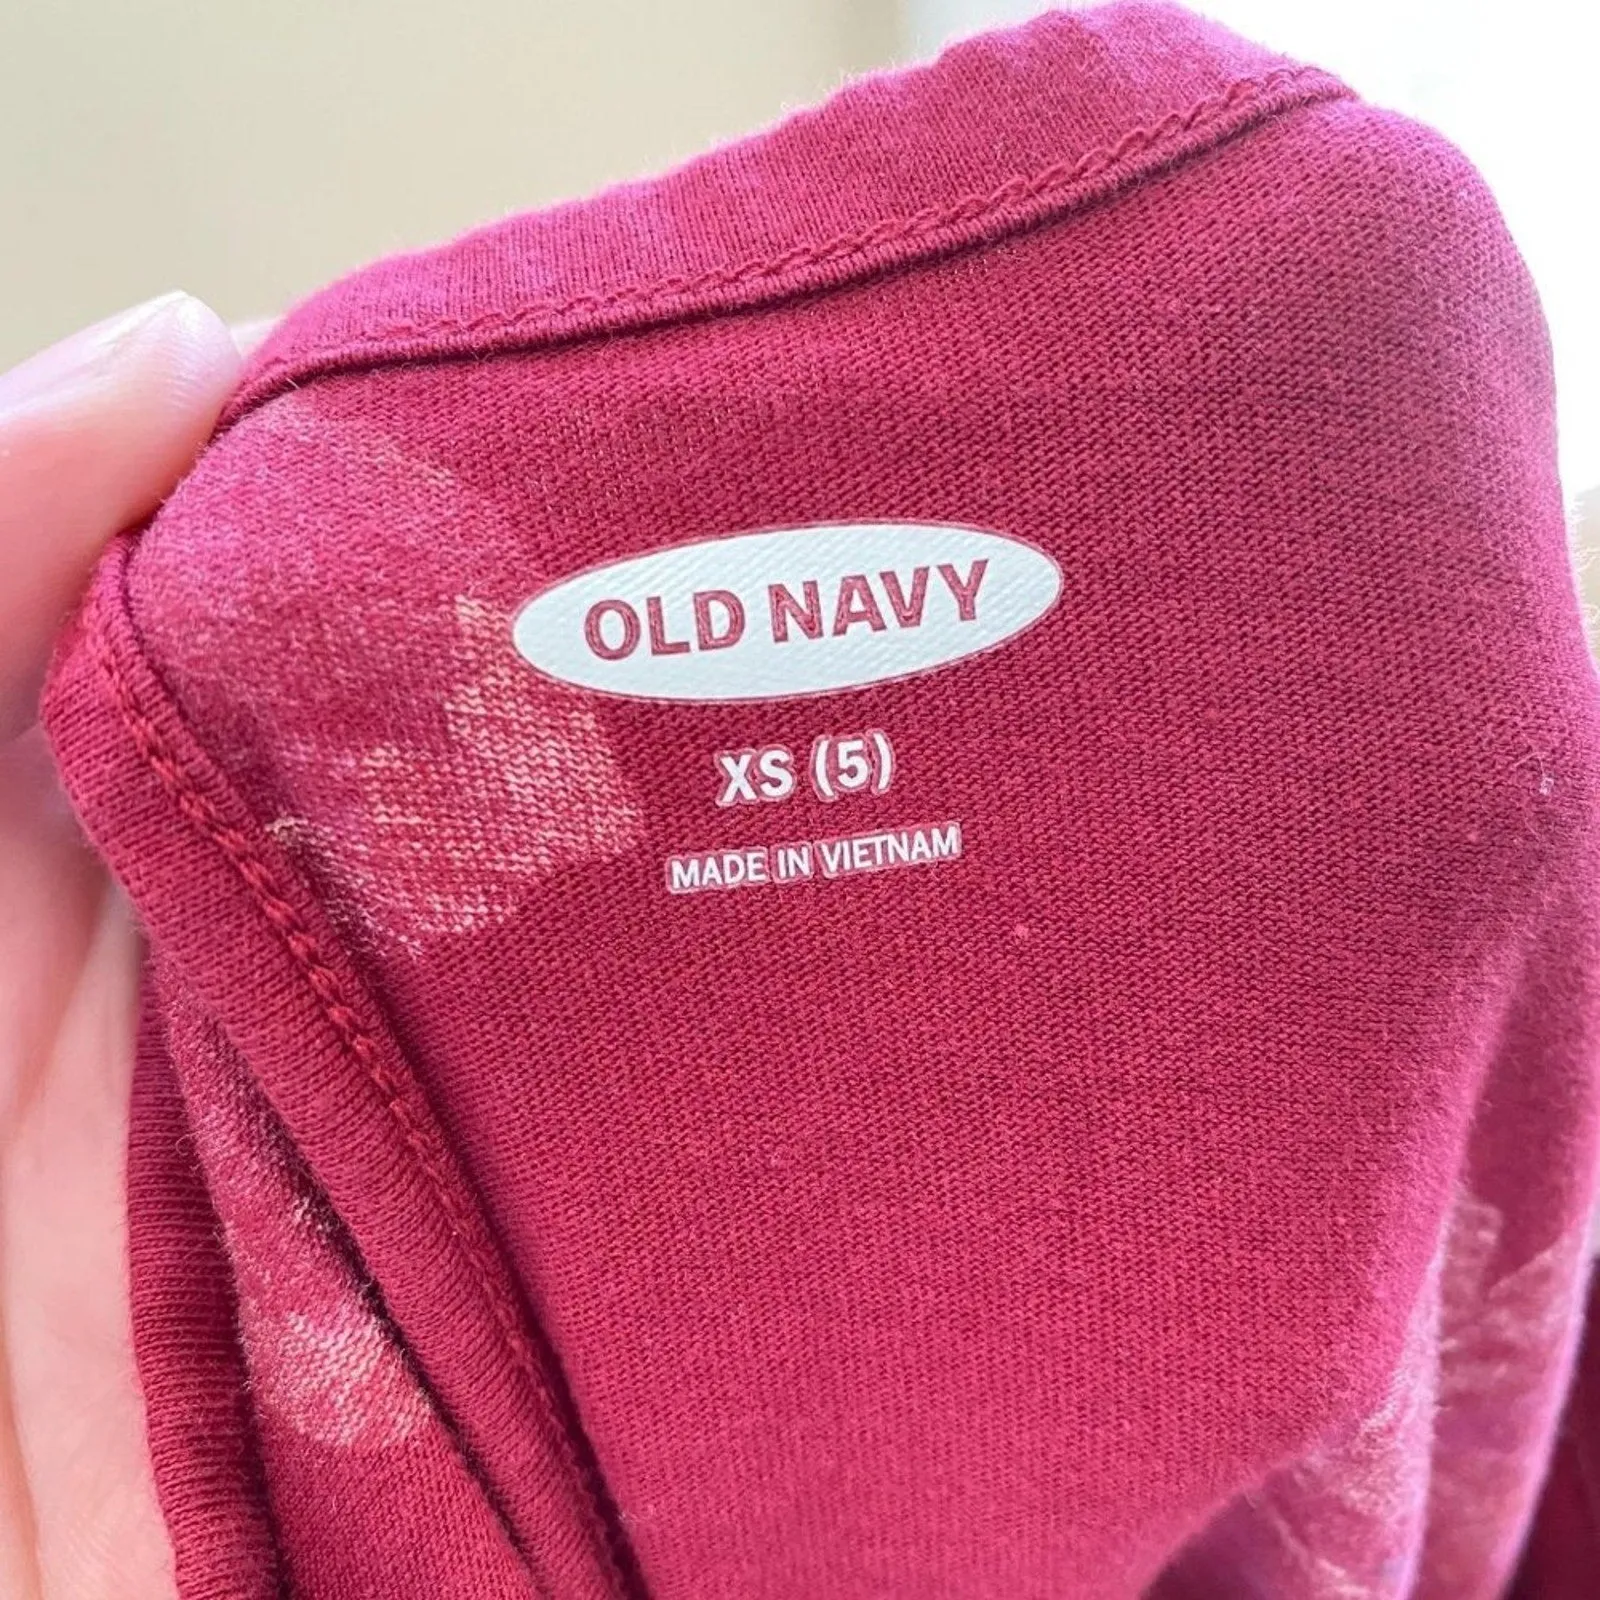 OLD NAVY
XS (5)
MADE IN VIETNAM